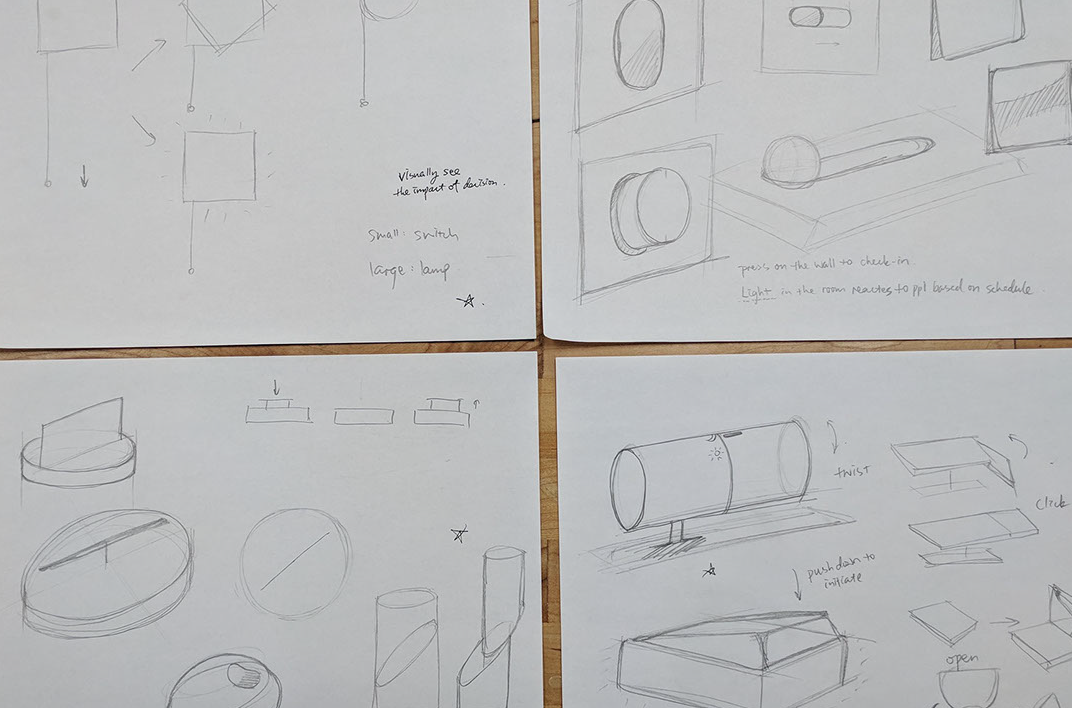 visually see
the impact of decision.
small: switch
large: lamp
press on the wall to check-in
Light in the room reactes to ppl based on schedule
twist
click
push down to
initiate
open